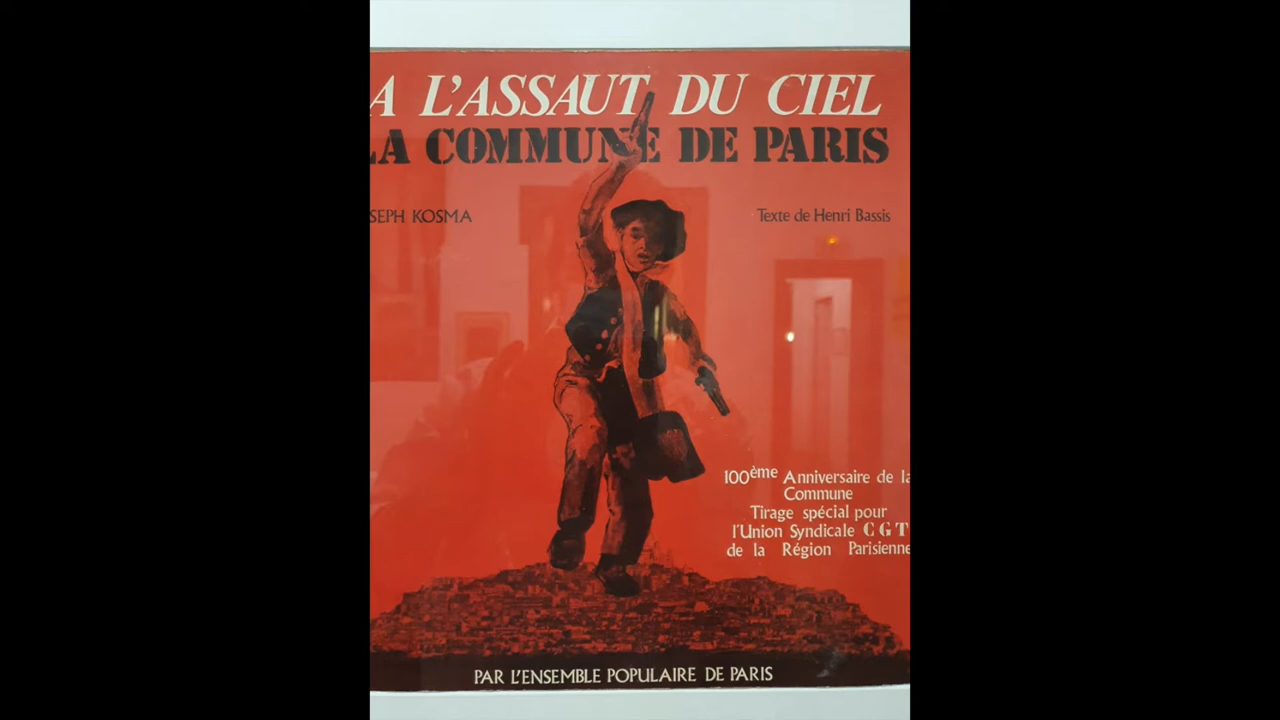 A L'ASSAUT DU CIEL
LA COMMUNE DE PARIS
SEPH KOSMA
Texte de Henri Bassis
100ème Anniversaire de la
Commune
Tirage spécial pour
l'Union Syndicale CGT
de la Région Parisienne
PAR L'ENSEMBLE POPULAIRE DE PARIS